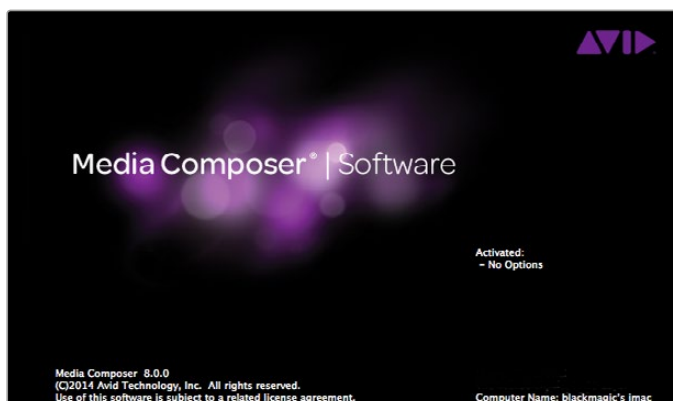 AVID
Media Composer® | Software
Activated:
– No Options
Media Composer 8.0.0
(C)2014 Avid Technology, Inc. All rights reserved.
Use of this software is subject to a related license agreement.
Computer Name: blackmagic's imac